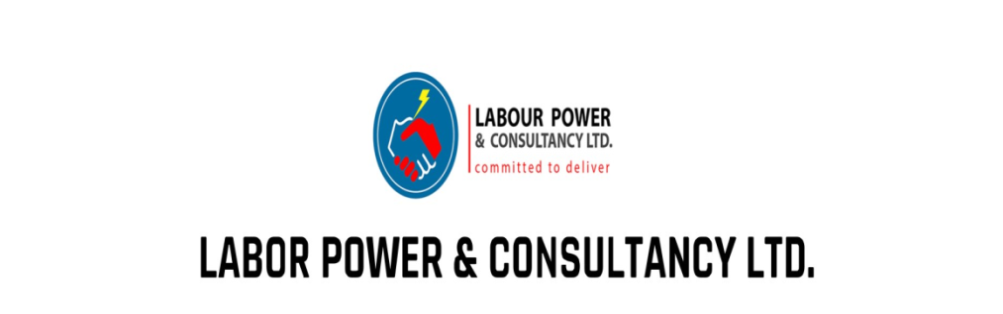 LABOUR POWER
& CONSULTANCY LTD.
committed to deliver
LABOR POWER & CONSULTANCY LTD.